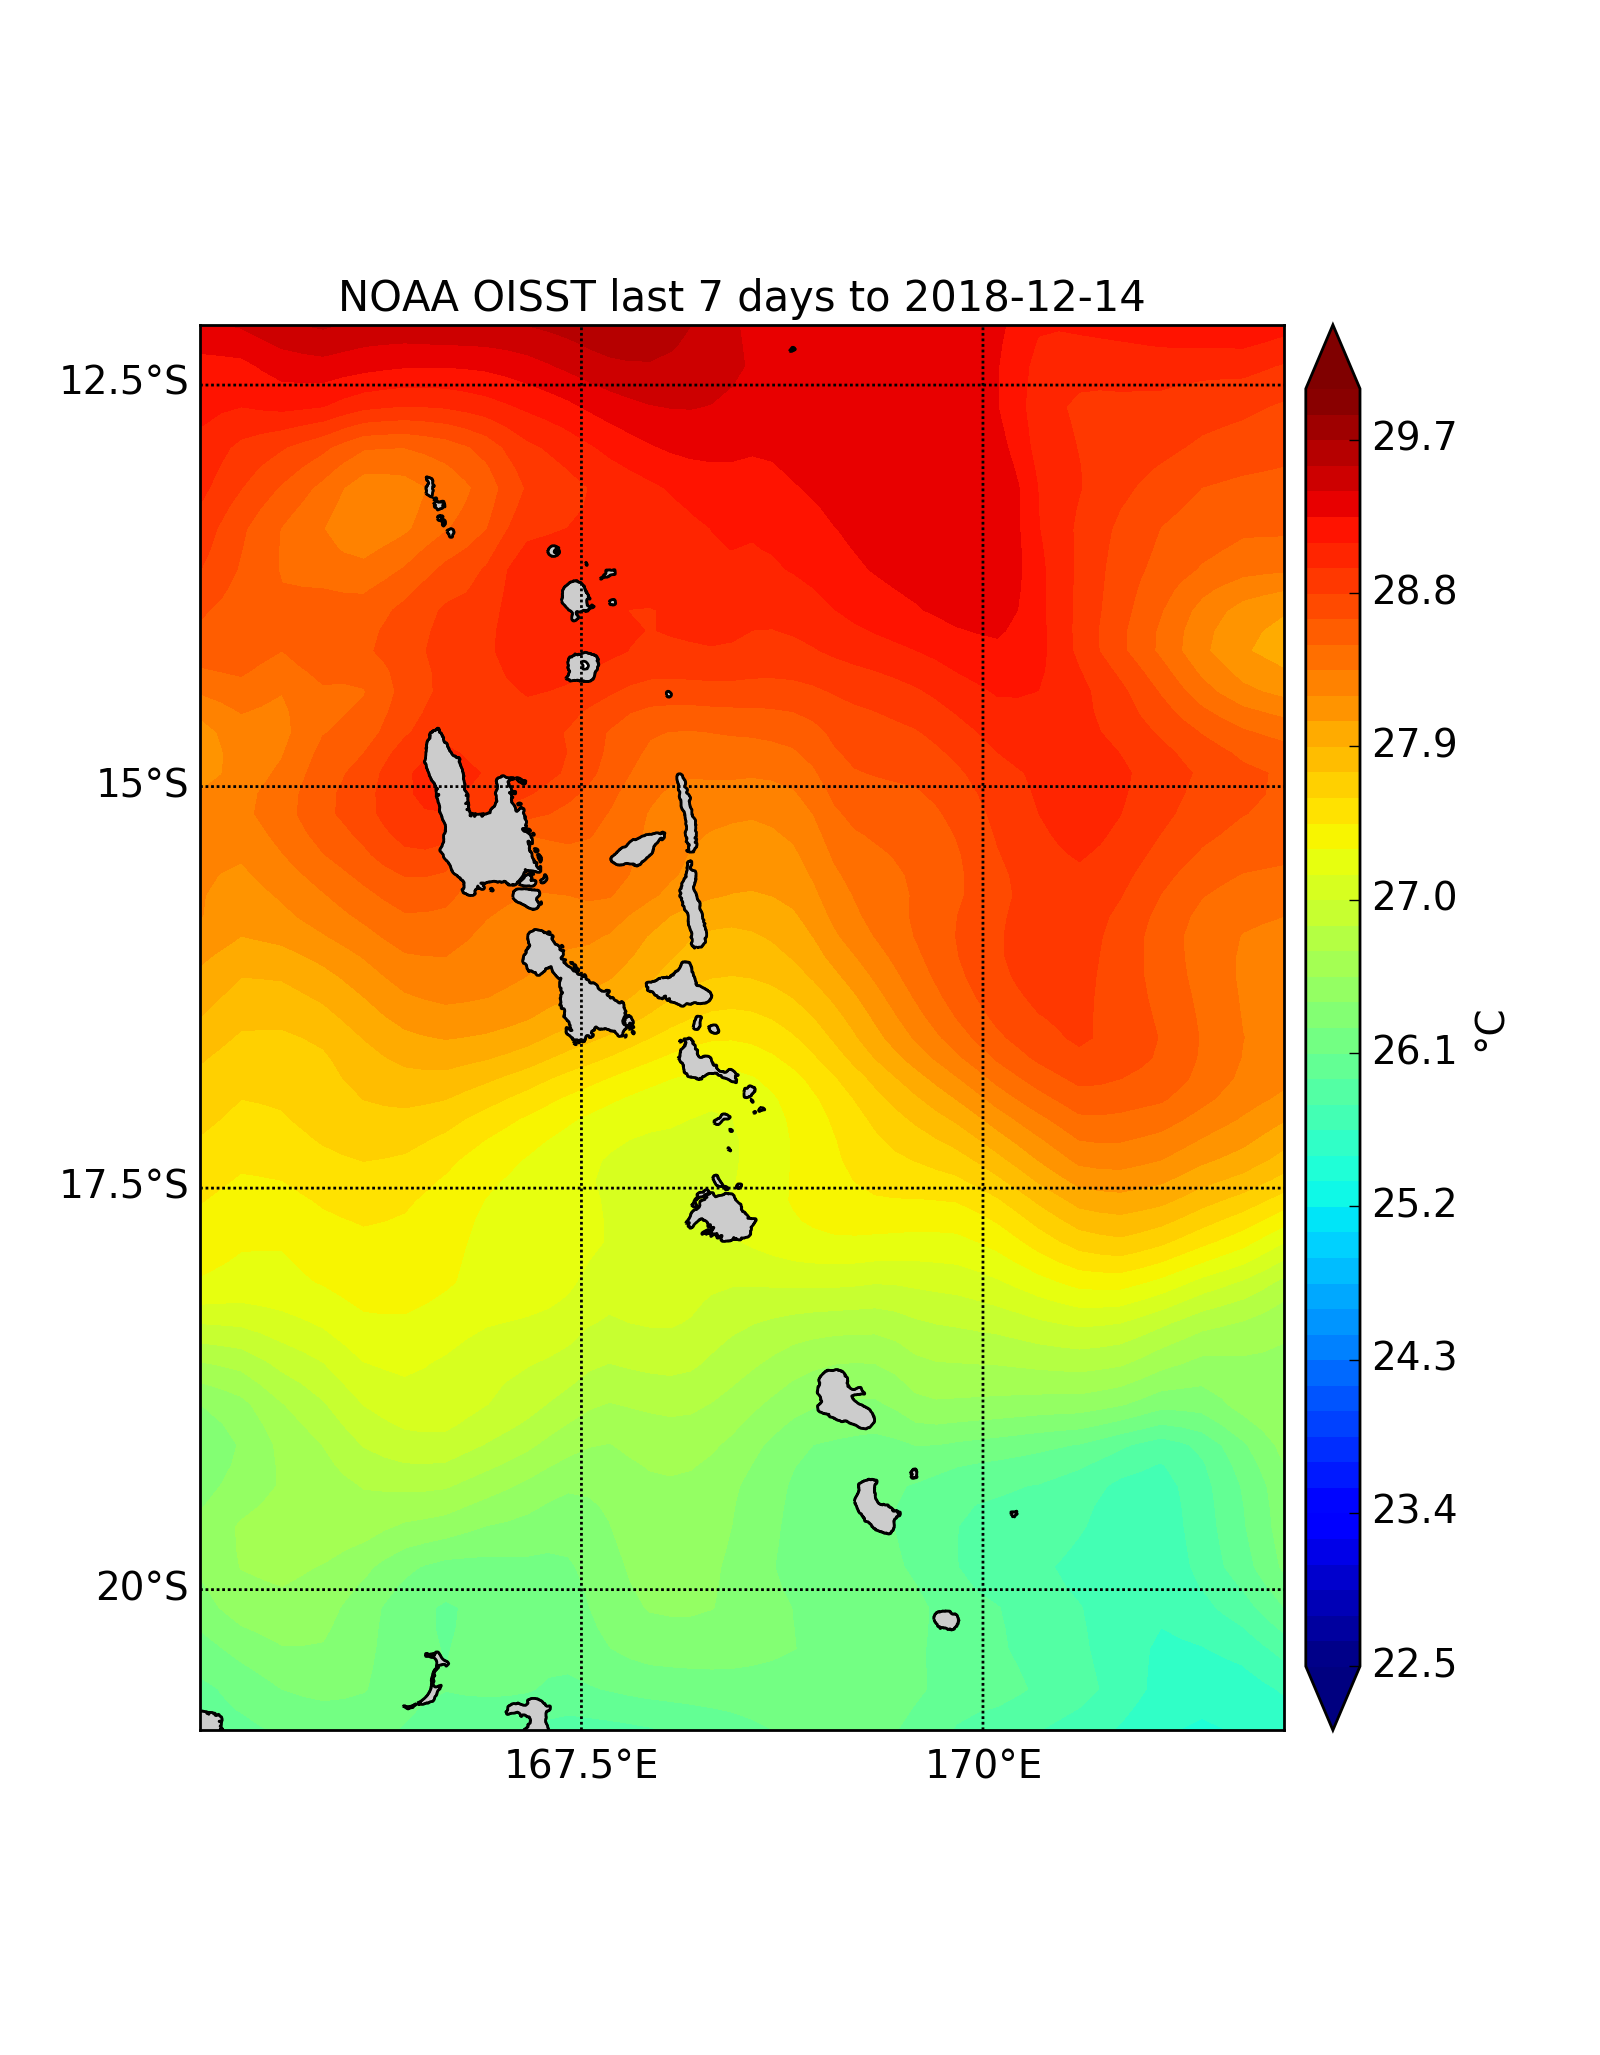 NOAA OISST last 7 days to 2018-12-14
12.5°S
15°S
17.5°S
20°S
167.5°E
170°E
29.7
28.8
27.9
27.0
26.1
25.2
24.3
23.4
22.5
°C